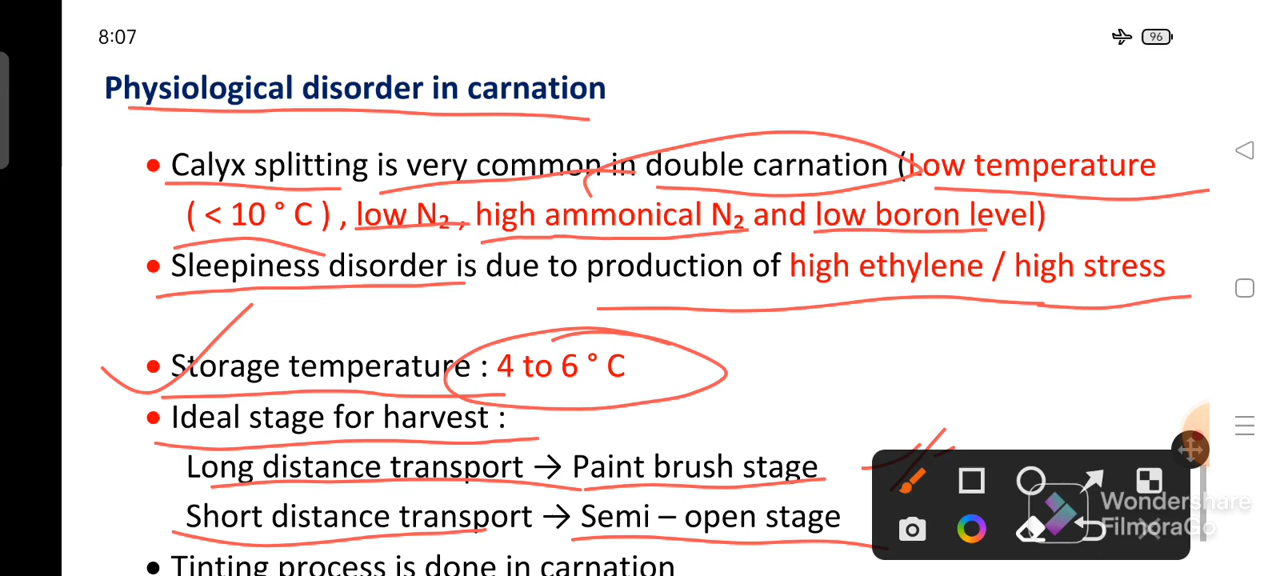 8:07
96
Physiological disorder in carnation
• Calyx splitting is very common in double carnation (Low temperature
( < 10 ° C ) , low N₂ , high ammonical N₂ and low boron level)
• Sleepiness disorder is due to production of high ethylene / high stress
• Storage temperature : 4 to 6 ° C
• Ideal stage for harvest :
Long distance transport → Paint brush stage
Short distance transport → Semi – open stage
• Tinting process is done in carnation
Wondershare
FilmoraGo